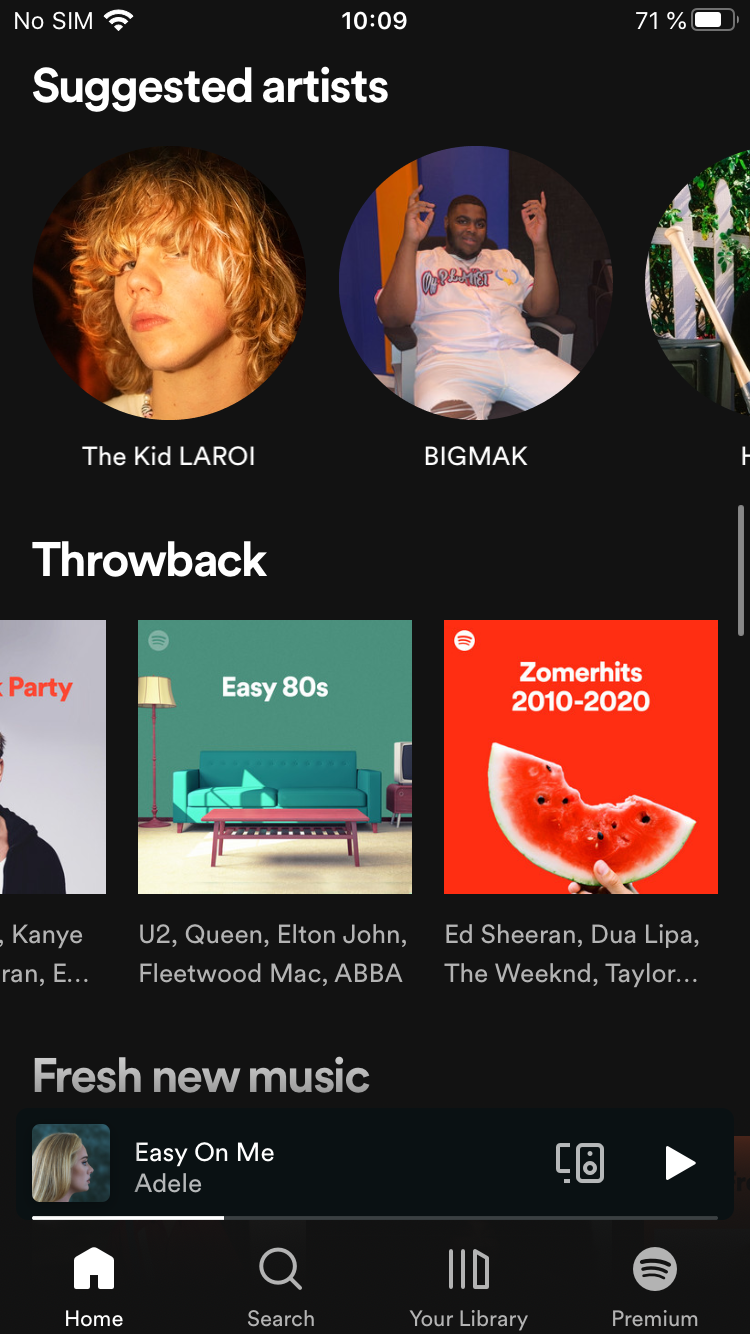 No SIM 10:09 71 %
Suggested artists
The Kid LAROI BIGMAK H
Throwback
Party
Easy 80s
Zomerhits
2010-2020
, Kanye
ran, E...
U2, Queen, Elton John,
Fleetwood Mac, ABBA
Ed Sheeran, Dua Lipa,
The Weeknd, Taylor...
Fresh new music
Easy On Me
Adele
Home Search Your Library Premium